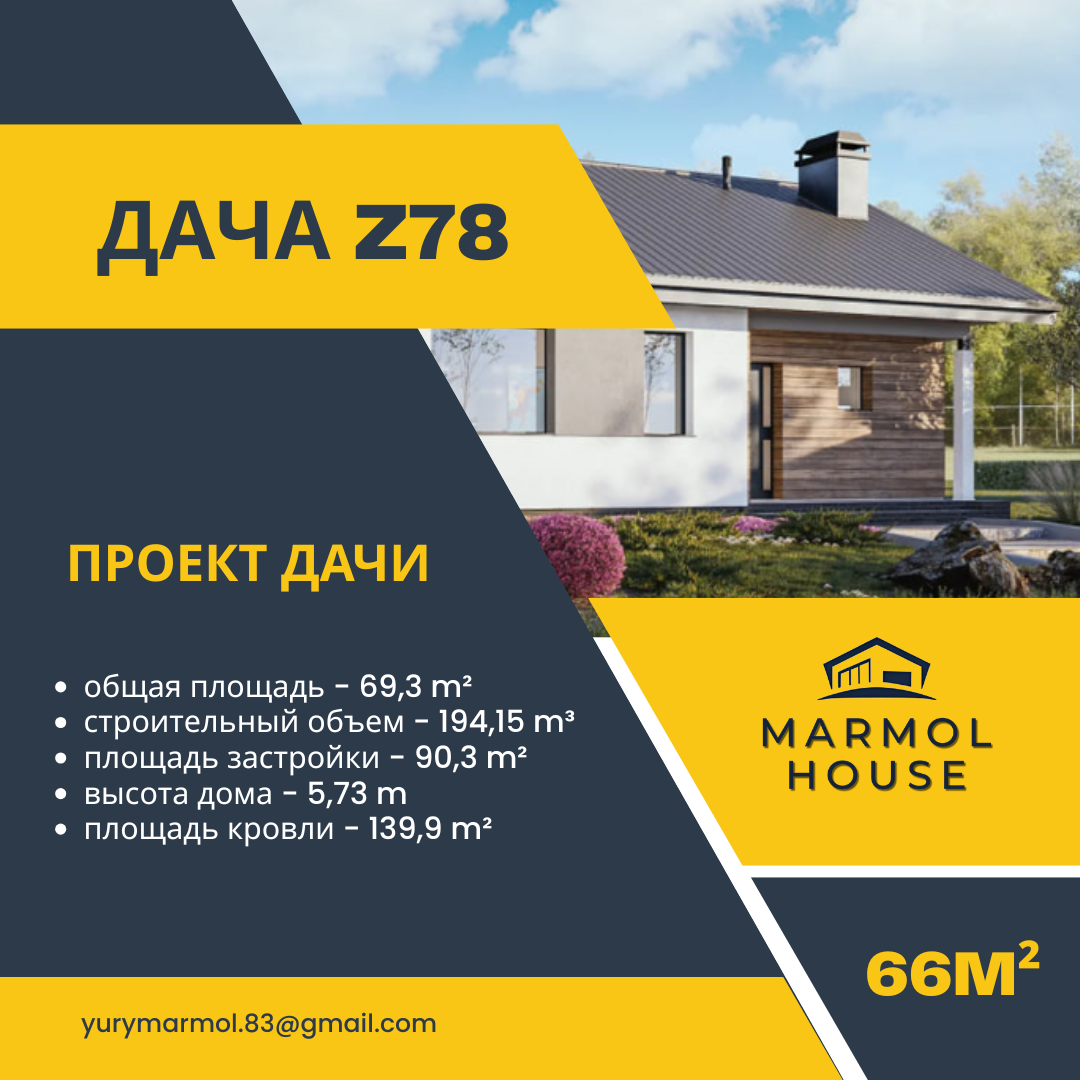 ДАЧА Z78
ПРОЕКТ ДАЧИ
• общая площадь - 69,3 m²
• строительный объем - 194,15 m³
• площадь застройки - 90,3 m²
• высота дома - 5,73 m
• площадь кровли - 139,9 m²
MARMOL
HOUSE
66М²
yurymarmol.83@gmail.com